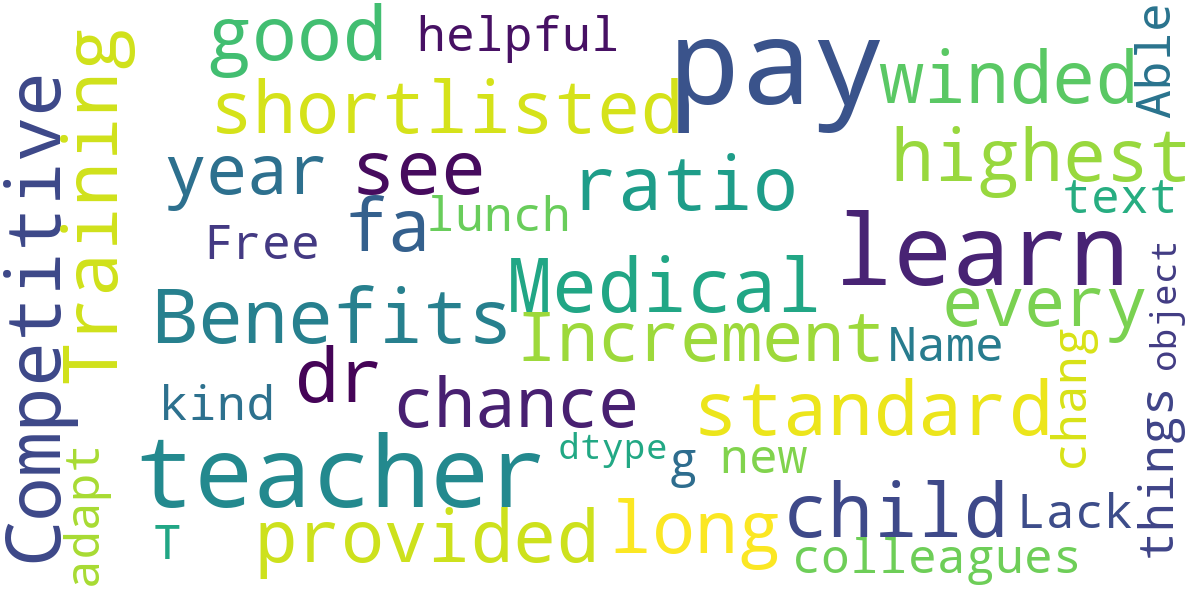 good
helpful
pay
winded
Able
Competitive
Training
shortlisted
highest
year
see
ratio
text
fa
lunch
Free
learn
Medical
every
Benefits
Increment
Name
object
dr
chance
kind
standard
chang
things
teacher
dtype
g
new
adapt
T
provided
long
child
Lack
colleagues